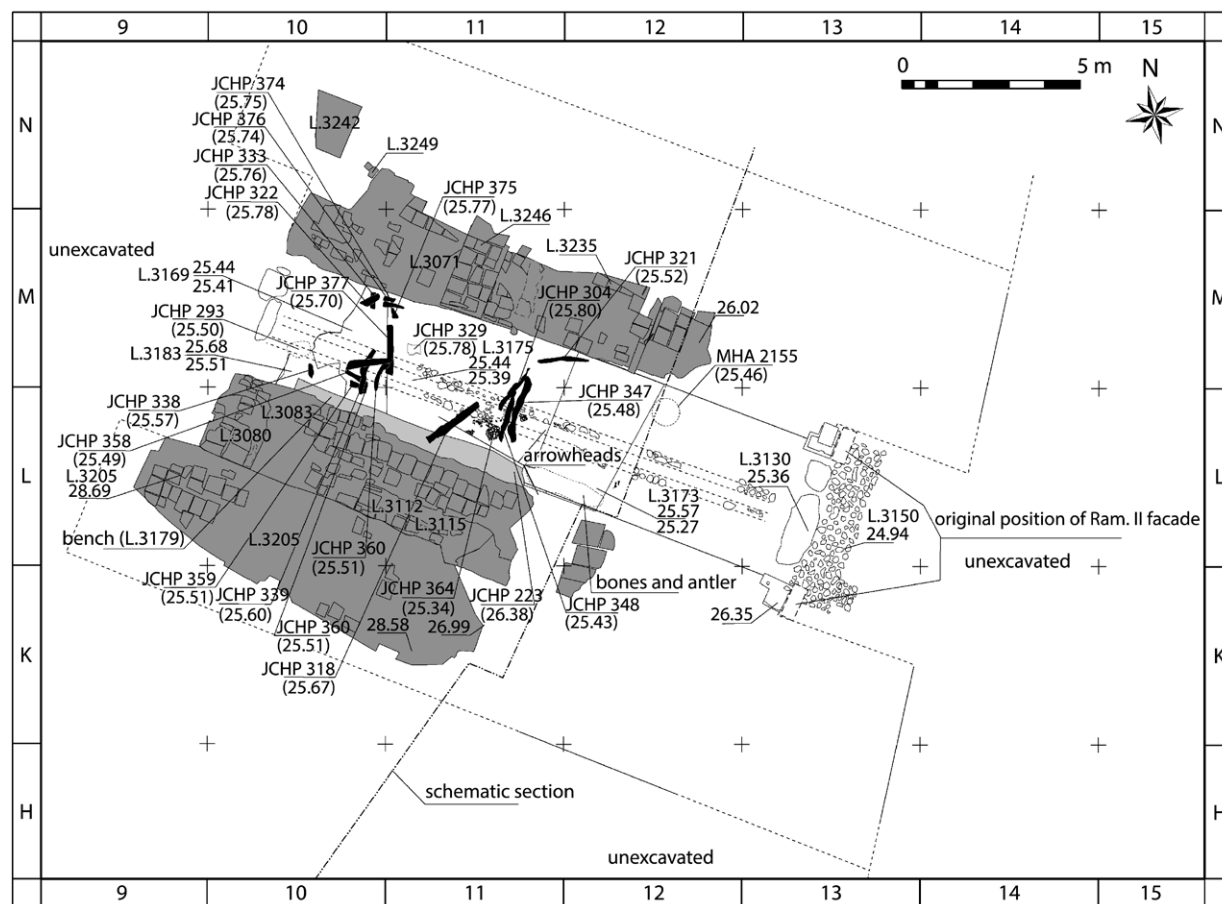 9 10 11 12 13 14 15
0 5 m
N
N
N
M
M
L
L
K
K
H
H
JCHP 374
(25.75)
JCHP 376
(25.74)
JCHP 333
(25.76)
JCHP 322
(25.78)
L.3242
L.3249
JCHP 375
(25.77)
L.3246
L.3235
JCHP 321
(25.52)
L.3071
unexcavated
L.3169
25.44
25.41
JCHP 377
(25.70)
JCHP 304
(25.80)
26.02
JCHP 293
(25.50)
JCHP 329
(25.78)
L.3175
25.44
25.39
MHA 2155
(25.46)
L.3183
25.68
25.51
JCHP 347
(25.48)
JCHP 338
(25.57)
L.3083
L.3080
JCHP 358
(25.49)
arrowheads
L.3205
28.69
L.3130
25.36
L.3173
25.57
25.27
L.3150
24.94
original position of Ram. II facade
unexcavated
L.3112
L.3115
bench (L.3179)
L.3205
JCHP 360
(25.51)
bones and antler
JCHP 359
(25.51)
JCHP 339
(25.60)
JCHP 364
(25.34)
JCHP 223
(26.38)
JCHP 348
(25.43)
26.35
JCHP 360
(25.51)
28.58
26.99
JCHP 318
(25.67)
schematic section
unexcavated
9 10 11 12 13 14 15